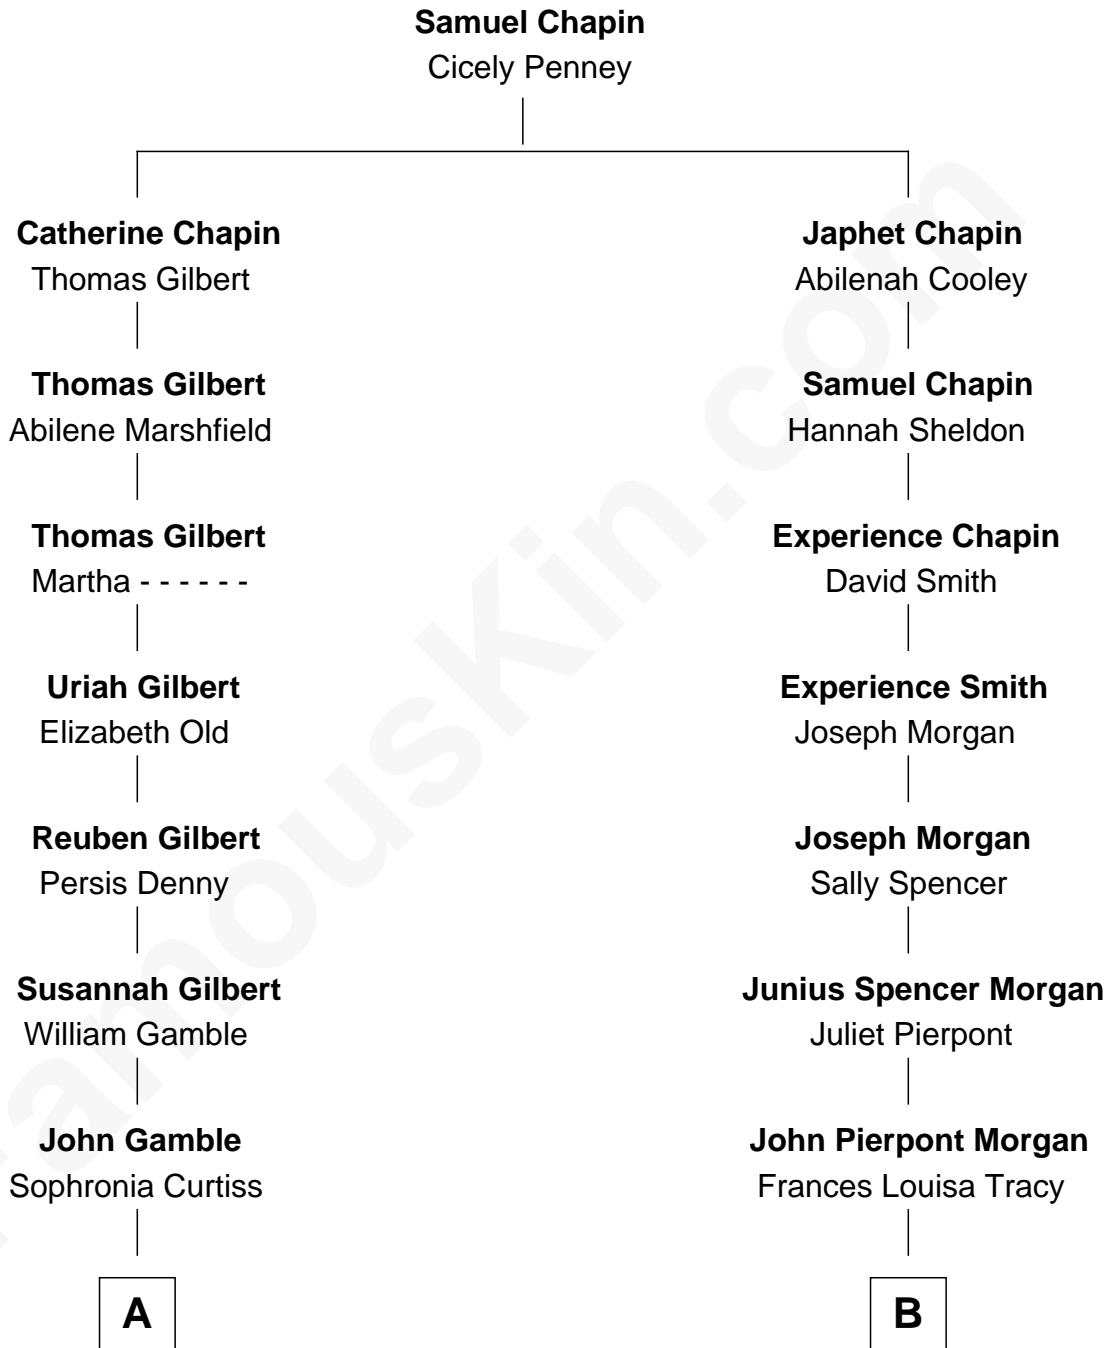 Samuel Chapin
Cicely Penney
Catherine Chapin
Thomas Gilbert
Japhet Chapin
Abilenah Cooley
Thomas Gilbert
Abilene Marshfield
Samuel Chapin
Hannah Sheldon
Thomas Gilbert
Martha - - - - - -
Experience Chapin
David Smith
Uriah Gilbert
Elizabeth Old
Experience Smith
Joseph Morgan
Reuben Gilbert
Persis Denny
Joseph Morgan
Sally Spencer
Susannah Gilbert
William Gamble
Junius Spencer Morgan
Juliet Pierpont
John Gamble
Sophronia Curtiss
John Pierpont Morgan
Frances Louisa Tracy
A
B
FamousKin.com